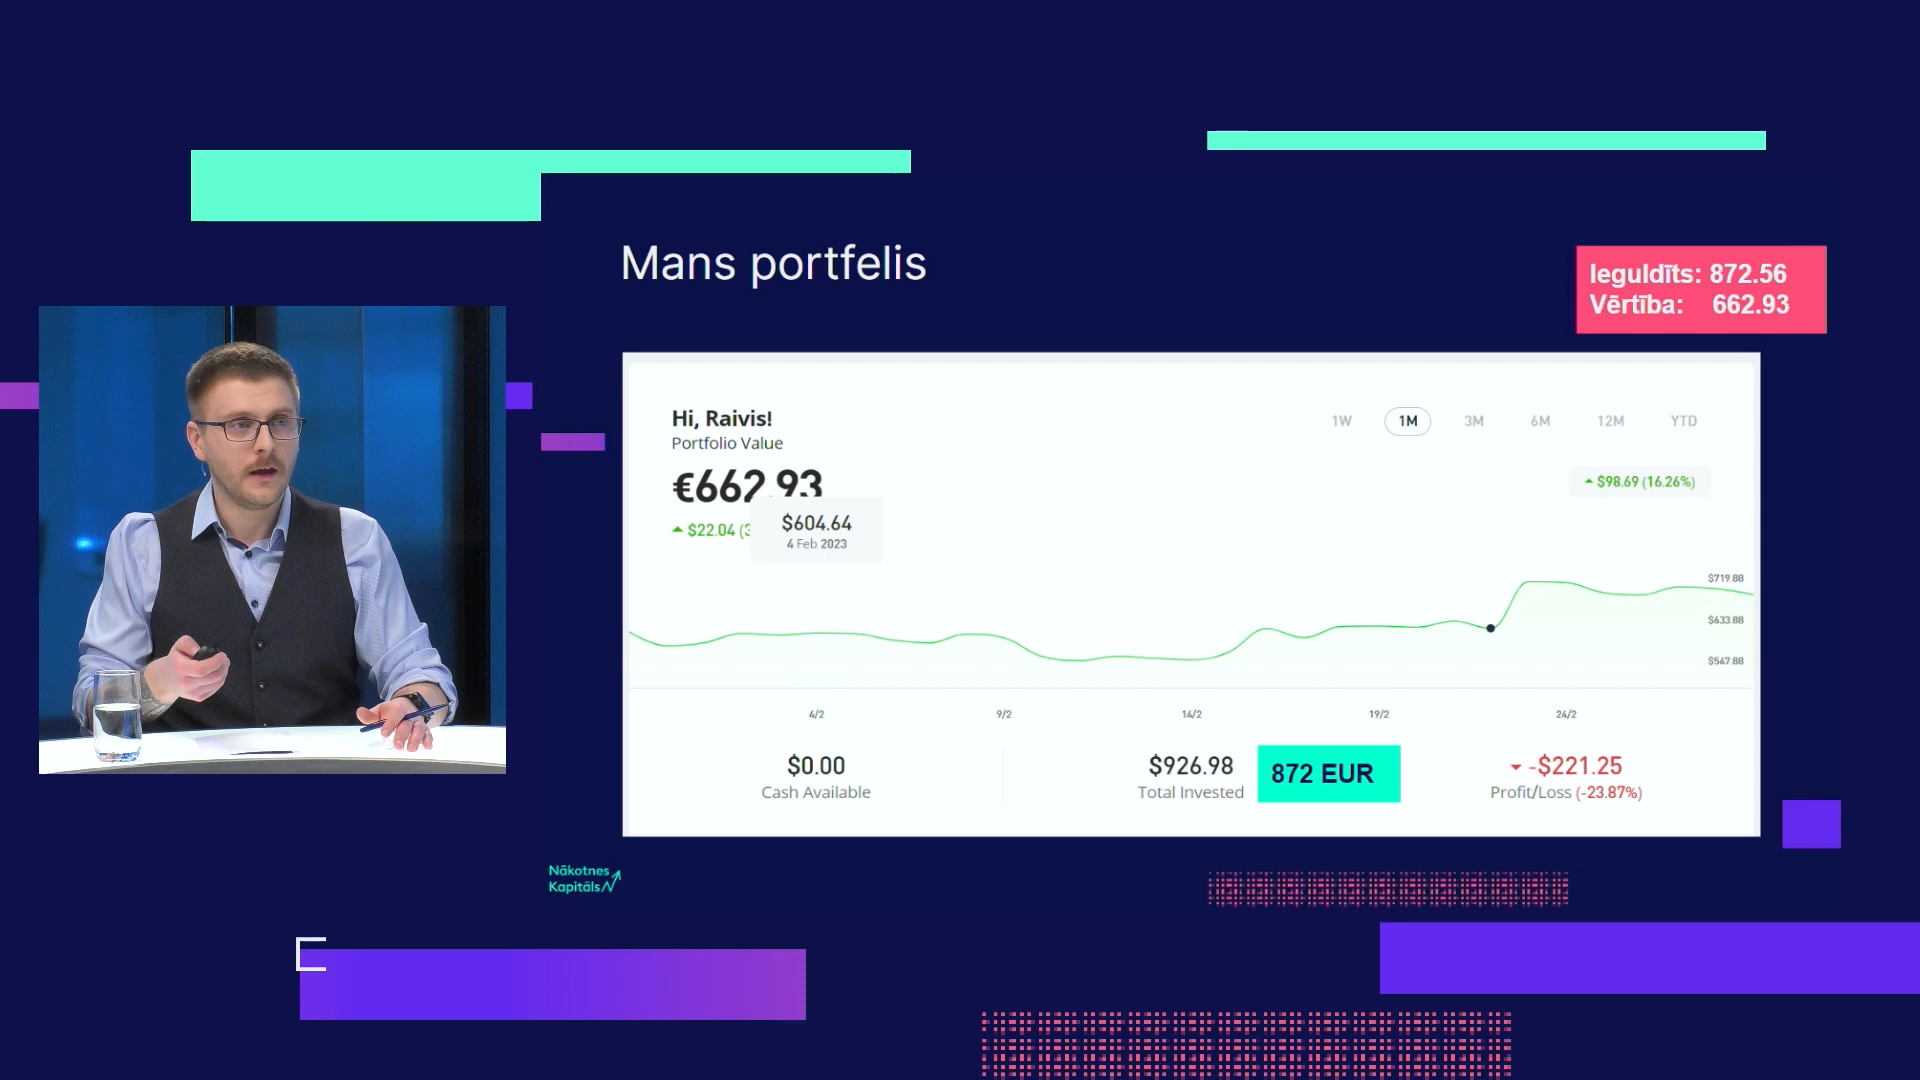 Mans portfelis
Ieguldīts: 872.56
Vērtība: 662.93
Hi, Raivis!
Portfolio Value
€662.93
$22.04 (3
$604.64
4 Feb 2023
1W 1M 3M 6M 12M YTD
$98.69 (16.26%)
$719.88
$633.88
$547.88
4/2 9/2 14/2 19/2 24/2
$0.00
Cash Available
$926.98
Total Invested
872 EUR
-$221.25
Profit/Loss (-23.87%)
Nākotnes
Kapitāls